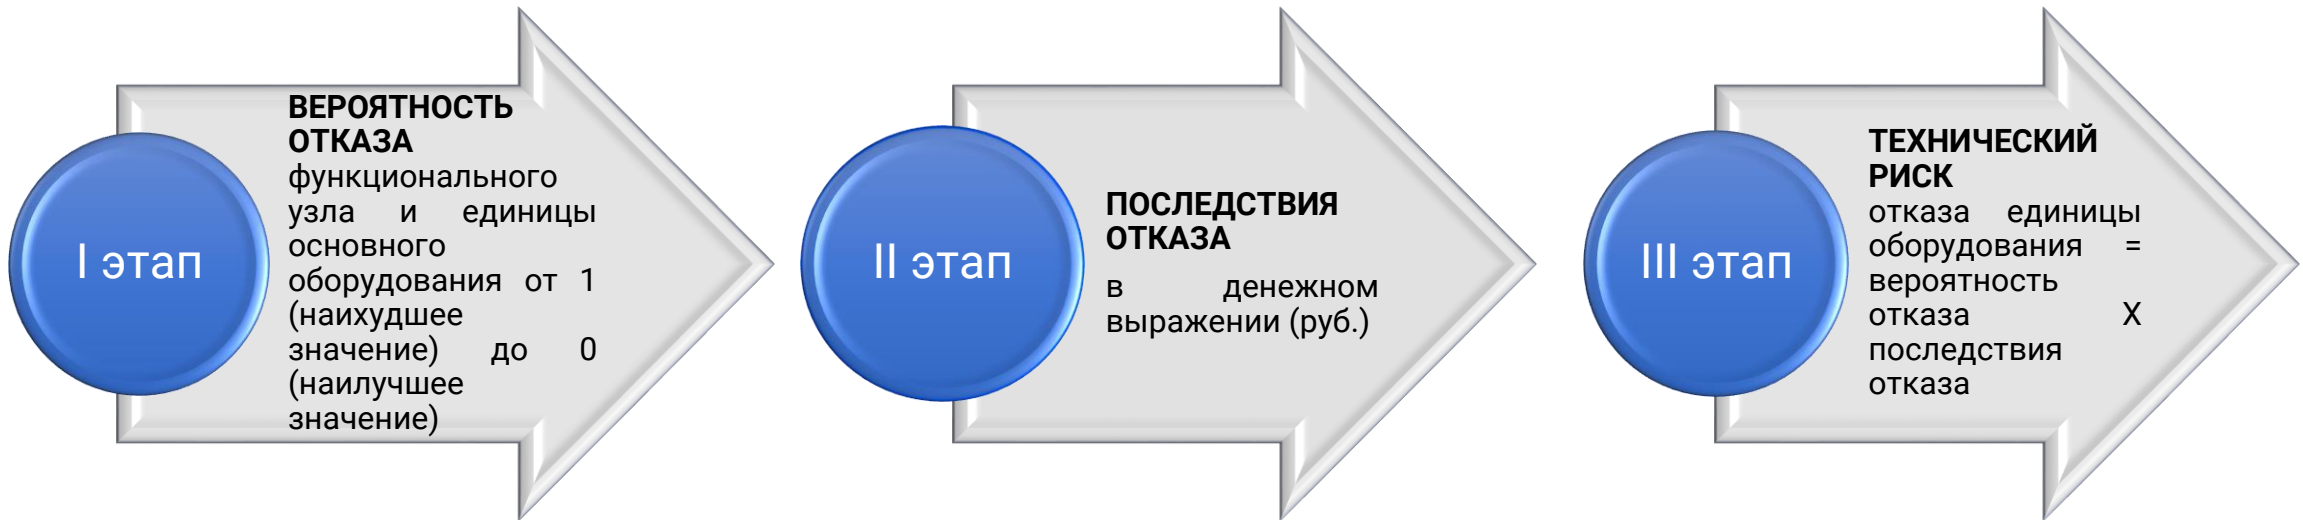 I этап
ВЕРОЯТНОСТЬ
ОТКАЗА
функционального
узла и единицы
основного
оборудования от 1
(наихудшее
значение) до 0
(наилучшее
значение)
II этап
ПОСЛЕДСТВИЯ
ОТКАЗА
в денежном
выражении (руб.)
III этап
ТЕХНИЧЕСКИЙ
РИСК
отказа единицы
оборудования =
вероятность
отказа X
последствия
отказа